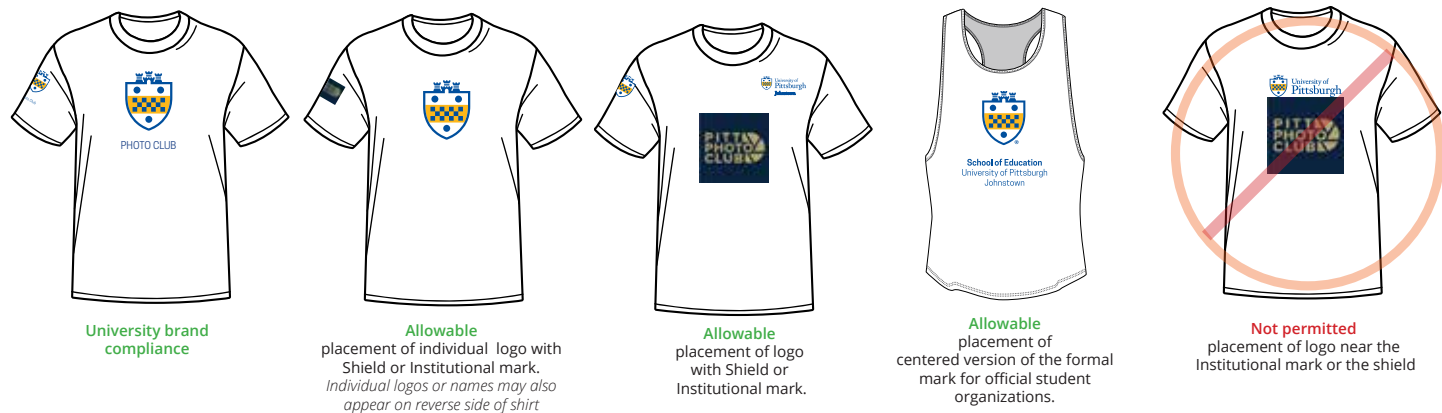 PHOTO CLUB
University brand
compliance
Allowable
placement of individual logo with
Shield or Institutional mark.
Individual logos or names may also
appear on reverse side of shirt
University of
Pittsburgh
Johnstown
PITT
PHOTO
CLUB
Allowable
placement of logo
with Shield or
Institutional mark.
®
School of Education
University of Pittsburgh
Johnstown
Allowable
placement of
centered version of the formal
mark for official student
organizations.
University of
Pittsburgh
PITT
PHOTO
CLUB
Not permitted
placement of logo near the
Institutional mark or the shield